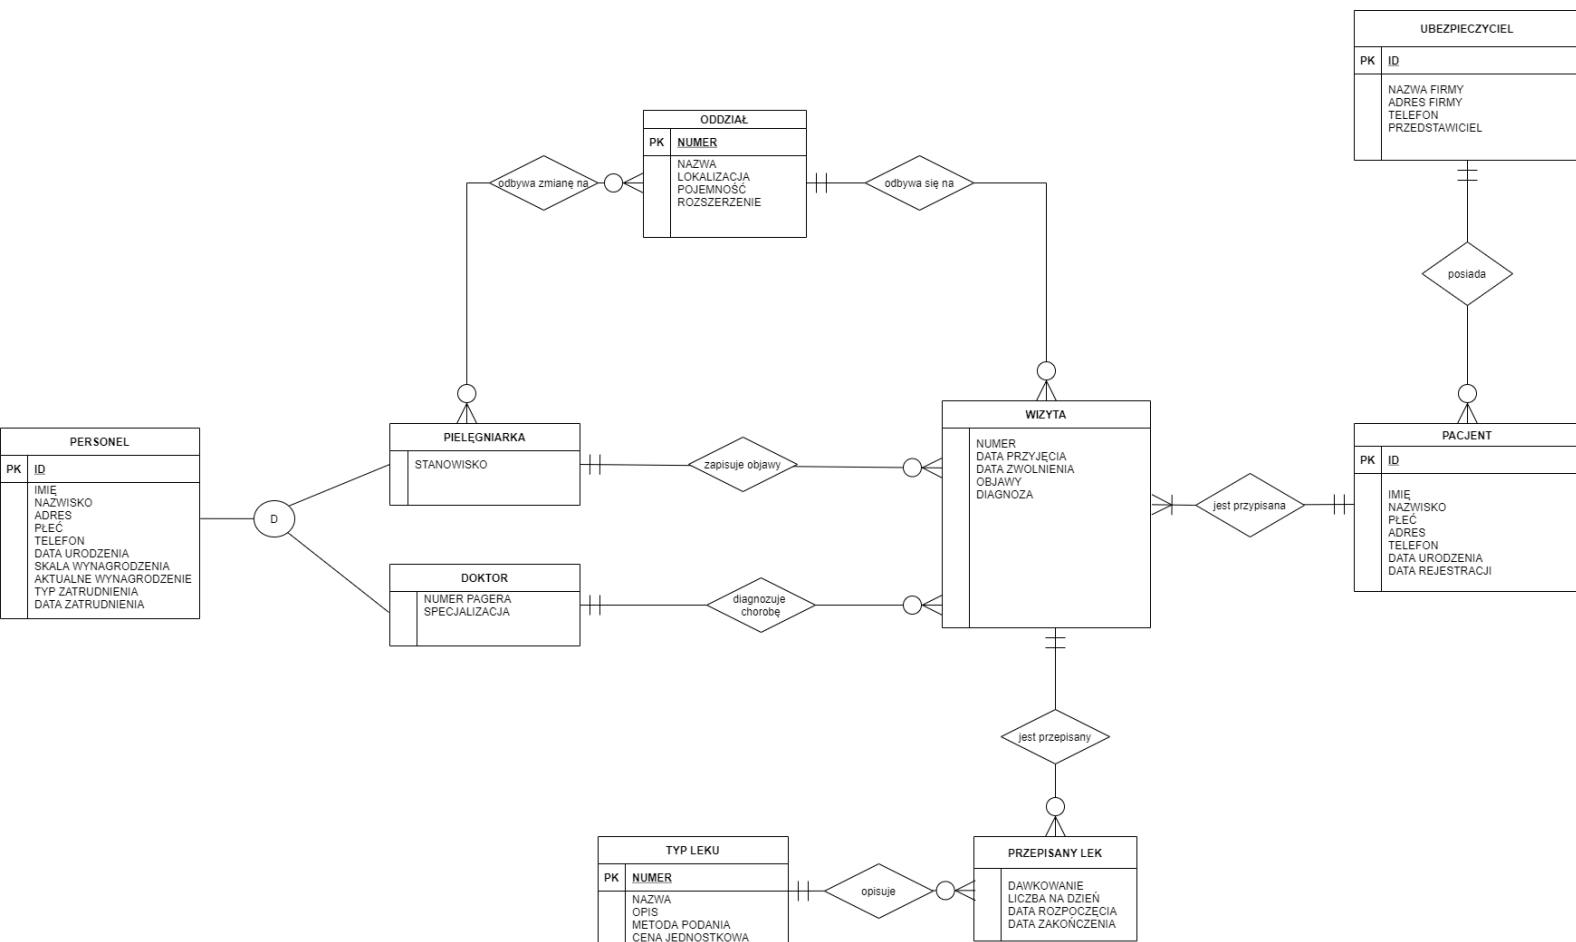 UBEZPIECZYCIEL
PK ID
NAZWA FIRMY
ADRES FIRMY
TELEFON
PRZEDSTAWICIEL
ODDZIAŁ
PK NUMER
NAZWA
LOKALIZACJA
POJEMNOŚĆ
ROZSZERZENIE
odbywa zmianę na
odbywa się na
posiada
PERSONEL
PK ID
IMIĘ
NAZWISKO
ADRES
PŁEĆ
TELEFON
DATA URODZENIA
SKALA WYNAGRODZENIA
AKTUALNE WYNAGRODZENIE
TYP ZATRUDNIENIA
DATA ZATRUDNIENIA
D
PIELĘGNIARKA
STANOWISKO
DOKTOR
NUMER PAGERA
SPECJALIZACJA
zapisuje objawy
diagnozuje
chorobę
WIZYTA
NUMER
DATA PRZYJĘCIA
DATA ZWOLNIENIA
OBJAWY
DIAGNOZA
jest przypisana
PACJENT
PK ID
IMIĘ
NAZWISKO
PŁEĆ
ADRES
TELEFON
DATA URODZENIA
DATA REJESTRACJI
jest przepisany
TYP LEKU
PK NUMER
NAZWA
OPIS
METODA PODANIA
CENA JEDNOSTKOWA
opisuje
PRZEPISANY LEK
DAWKOWANIE
LICZBA NA DZIEŃ
DATA ROZPOCZĘCIA
DATA ZAKOŃCZENIA